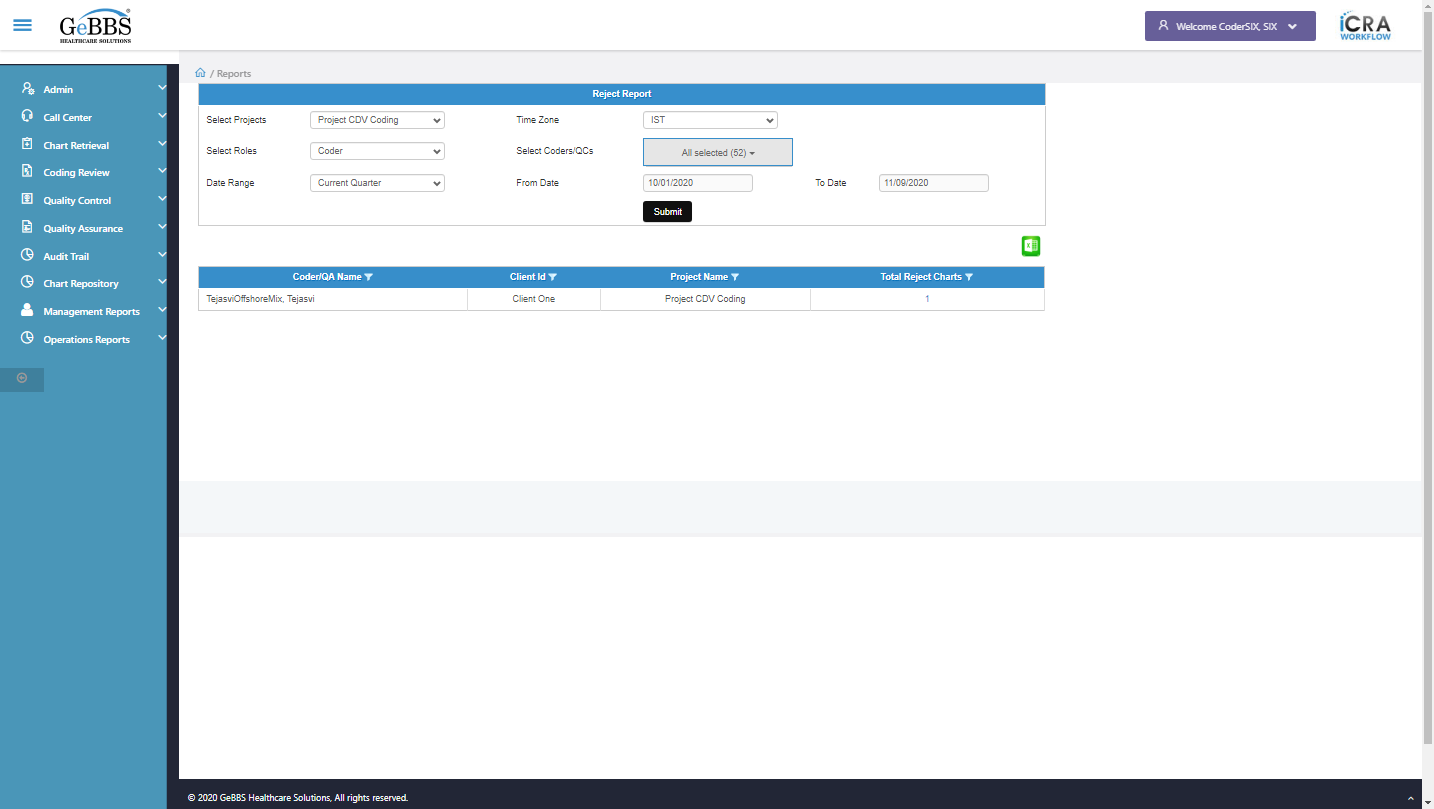 GeBBS®
HEALTHCARE SOLUTIONS
Welcome CoderSIX, SIX
iCRA
WORKFLOW
Admin
Call Center
Chart Retrieval
Coding Review
Quality Control
Quality Assurance
Audit Trail
Chart Repository
Management Reports
Operations Reports
/ Reports
Reject Report
Select Projects Project CDV Coding Time Zone IST
Select Roles Coder Select Coders/QCs All selected (52)
Date Range Current Quarter From Date 10/01/2020 To Date 11/09/2020
Submit
Coder/QA Name Client Id Project Name Total Reject Charts
TejasviOffshoreMix, Tejasvi Client One Project CDV Coding 1
© 2020 GeBBS Healthcare Solutions, All rights reserved.